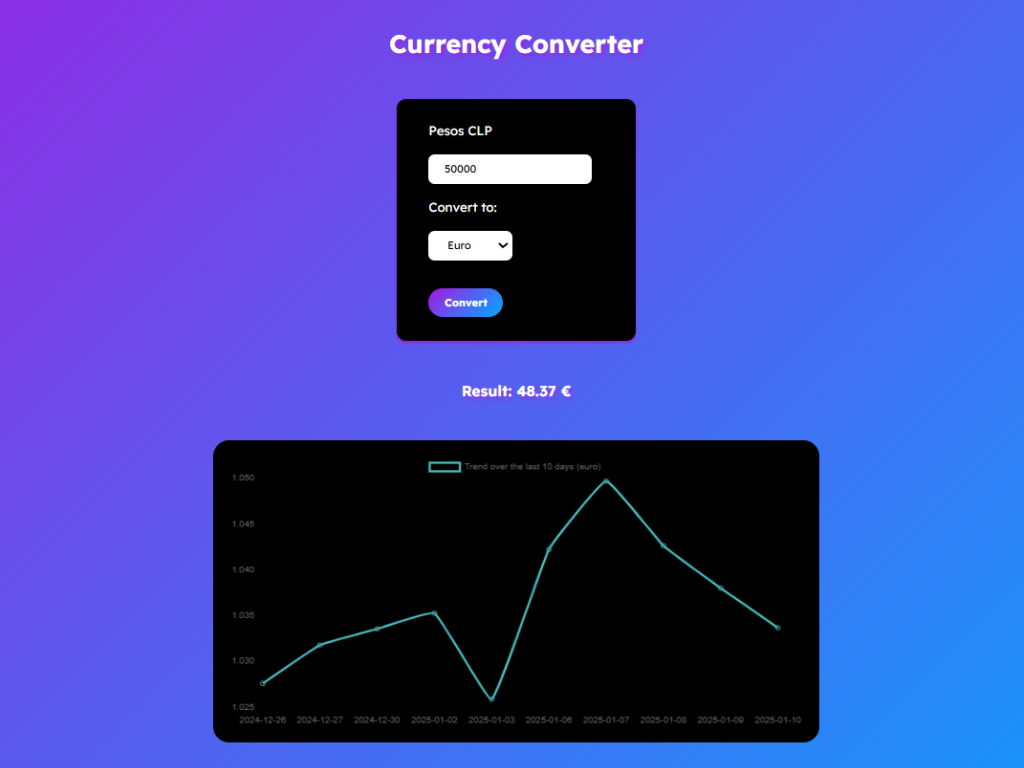 Currency Converter
Pesos CLP
50000
Convert to:
Euro
Convert
Result: 48.37 €
Trend over the last 10 days (euro)
1.050
1.045
1.040
1.035
1.030
1.025
2024-12-26 2024-12-27 2024-12-30 2025-01-02 2025-01-03 2025-01-06 2025-01-07 2025-01-08 2025-01-09 2025-01-10